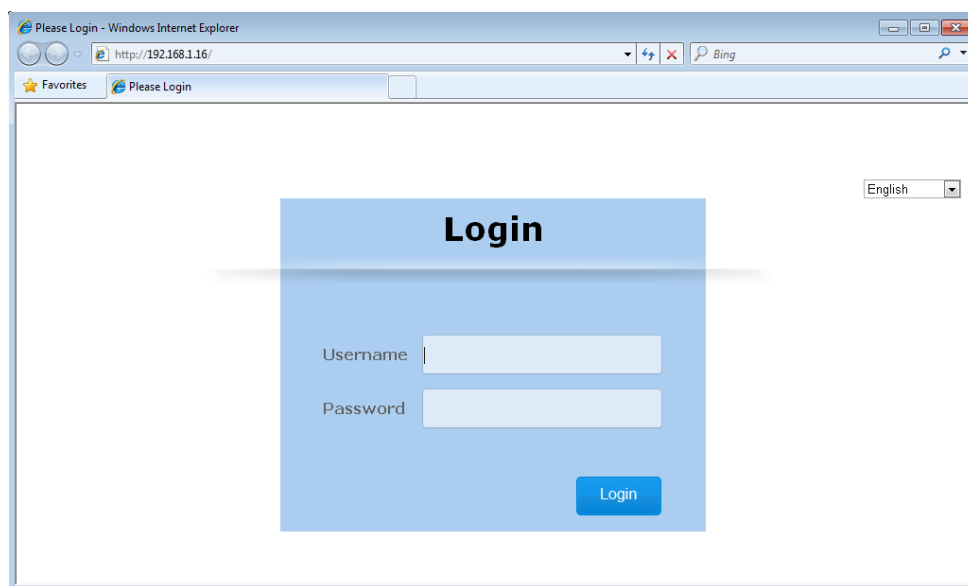 Please Login - Windows Internet Explorer
http://192.168.1.16/
Bing
Favorites
Please Login
English
Login
Username
Password
Login